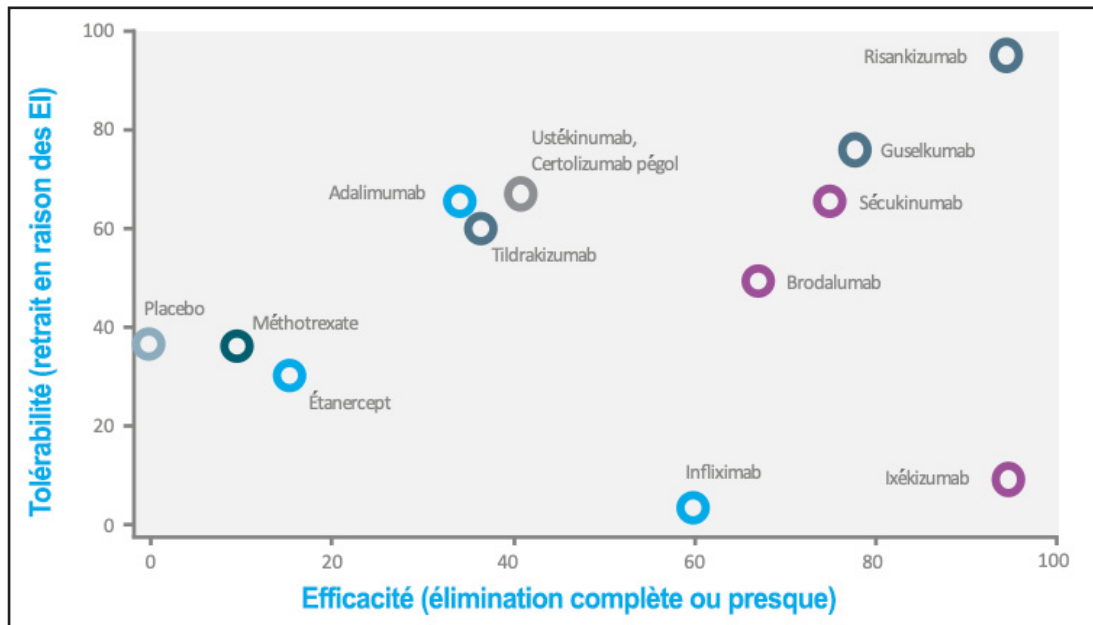 Tolérabilité (retrait en raison des EI)
100
80
60
40
20
0
Risankizumab
Ustékinumab,
Certolizumab pégol
Guselkumab
Adalimumab
Sécukinumab
Tildrakizumab
Brodalumab
Placebo
Méthotrexate
Étanercept
Infliximab
Ixékizumab
0
20
40
60
80
100
Efficacité (élimination complète ou presque)